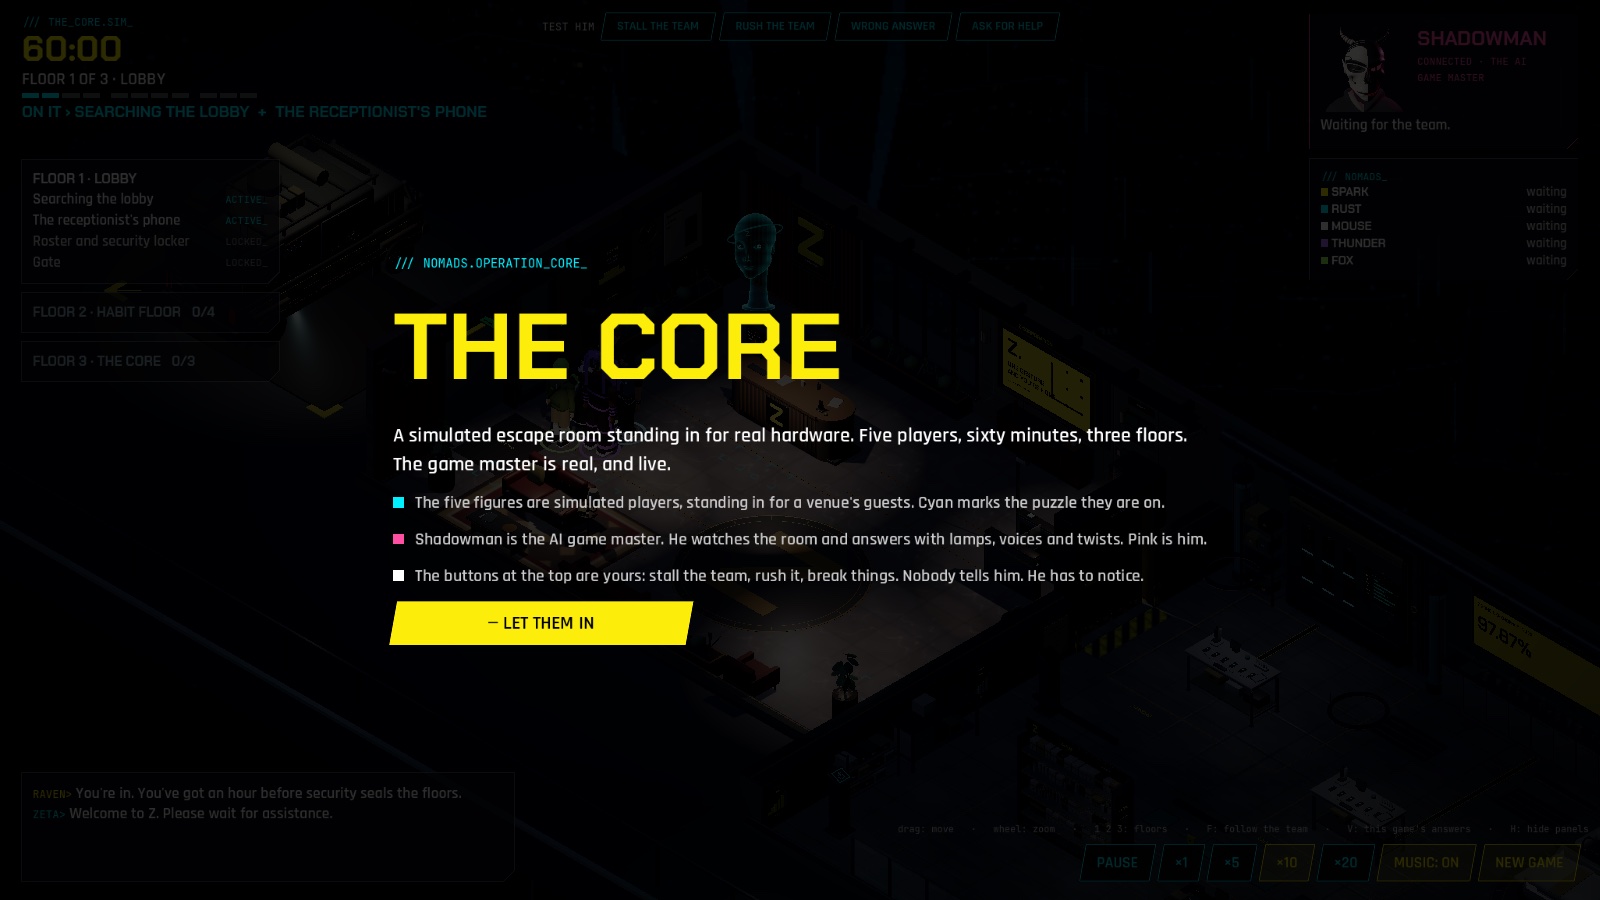 /// THE_CORE.SIM_
60:00
FLOOR 1 OF 3 · LOBBY
ON IT > SEARCHING THE LOBBY + THE RECEPTIONIST'S PHONE
TEST HIM
STALL THE TEAM
RUSH THE TEAM
WRONG ANSWER
ASK FOR HELP
SHADOWMAN
CONNECTED · THE AI
GAME MASTER
Waiting for the team.
FLOOR 1 · LOBBY
Searching the lobby ACTIVE_
The receptionist's phone ACTIVE_
Roster and security locker LOCKED_
Gate LOCKED_
FLOOR 2 · HABIT FLOOR 0/4
FLOOR 3 · THE CORE 0/3
/// NOMADS_
SPARK waiting
RUST waiting
MOUSE waiting
THUNDER waiting
FOX waiting
/// NOMADS.OPERATION_CORE_
THE CORE
A simulated escape room standing in for real hardware. Five players, sixty minutes, three floors.
The game master is real, and live.
The five figures are simulated players, standing in for a venue's guests. Cyan marks the puzzle they are on.
Shadowman is the AI game master. He watches the room and answers with lamps, voices and twists. Pink is him.
The buttons at the top are yours: stall the team, rush it, break things. Nobody tells him. He has to notice.
— LET THEM IN
Z
Z.
Z
97.87%
RAVEN> You're in. You've got an hour before security seals the floors.
ZETA> Welcome to Z. Please wait for assistance.
drag: move · wheel: zoom · 1 2 3: floors · F: follow the team · V: this game's answers · H: hide panels
PAUSE
×1
×5
×10
×20
MUSIC: ON
NEW GAME